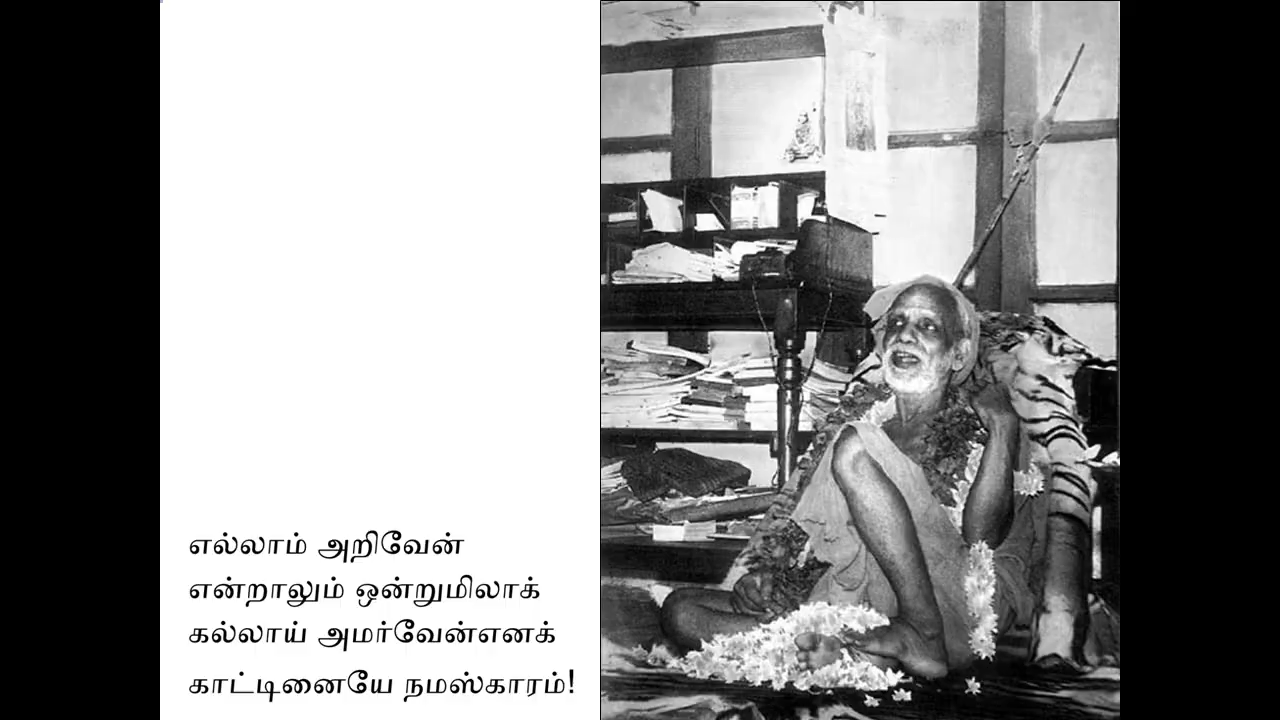 எல்லாம் அறிவேன்
என்றாலும் ஒன்றுமிலாக்
கல்லாய் அமர்வேன்எனக்
காட்டினையே நமஸ்காரம்!